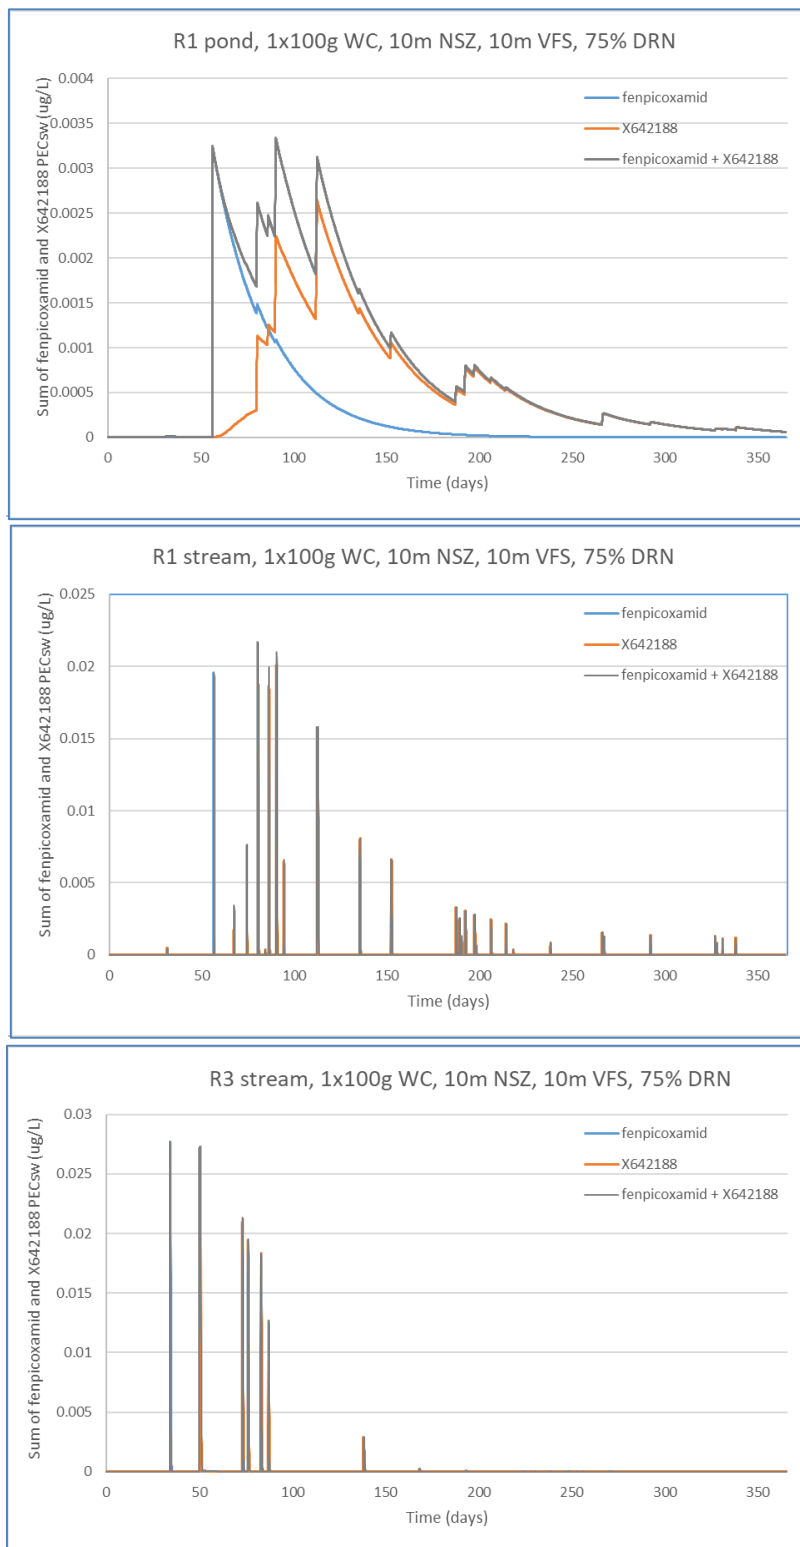 R1 pond, 1x100g WC, 10m NSZ, 10m VFS, 75% DRN
Sum of fenpicoxamid and X642188 PECsw (ug/L)
0.004
0.0035
0.003
0.0025
0.002
0.0015
0.001
0.0005
0
fenpicoxamid
X642188
fenpicoxamid + X642188
0 50 100 150 200 250 300 350
Time (days)
R1 stream, 1x100g WC, 10m NSZ, 10m VFS, 75% DRN
Sum of fenpicoxamid and X642188 PECsw (ug/L)
0.025
0.02
0.015
0.01
0.005
0
fenpicoxamid
X642188
fenpicoxamid + X642188
0 50 100 150 200 250 300 350
Time (days)
R3 stream, 1x100g WC, 10m NSZ, 10m VFS, 75% DRN
Sum of fenpicoxamid and X642188 PECsw (ug/L)
0.03
0.025
0.02
0.015
0.01
0.005
0
fenpicoxamid
X642188
fenpicoxamid + X642188
0 50 100 150 200 250 300 350
Time (days)